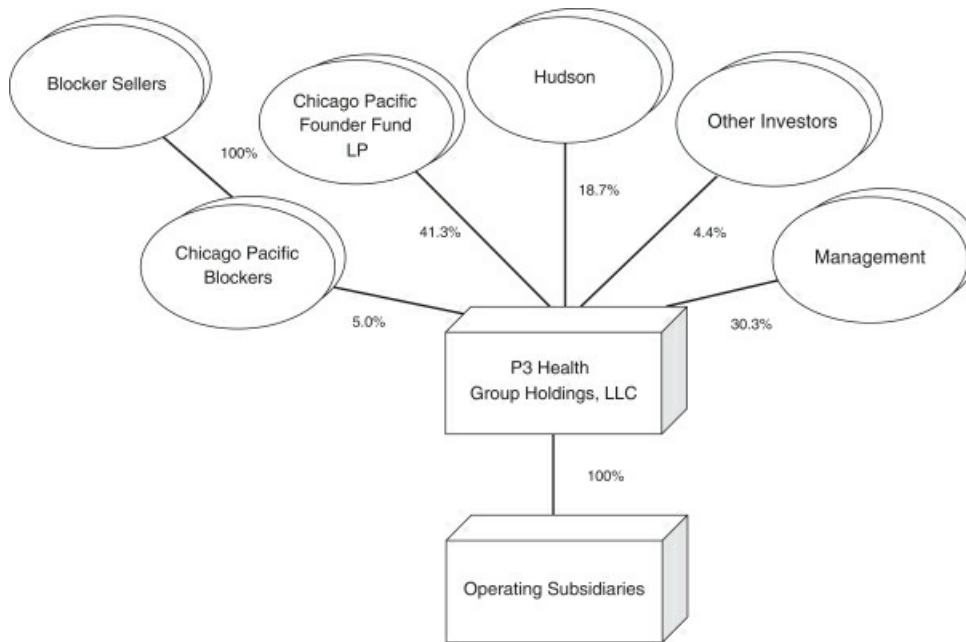 Hudson
Blocker Sellers
Chicago Pacific
Founder Fund
LP
Other Investors
100%
18.7%
41.3%
4.4%
Chicago Pacific
Blockers
Management
5.0%
30.3%
P3 Health
Group Holdings, LLC
100%
Operating Subsidiaries